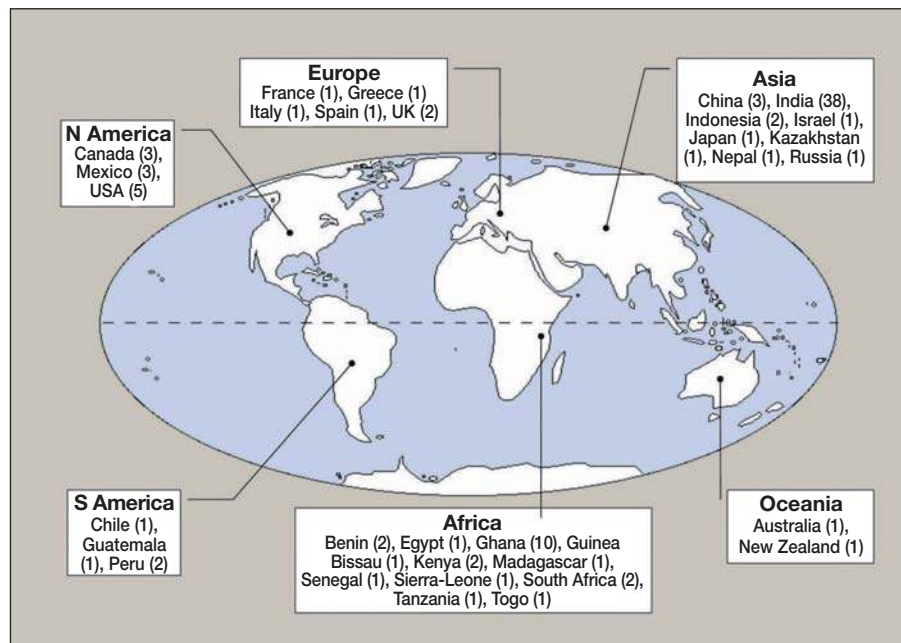 Europe
France (1), Greece (1)
Italy (1), Spain (1), UK (2)
Asia
China (3), India (38),
Indonesia (2), Israel (1),
Japan (1), Kazakhstan
(1), Nepal (1), Russia (1)
N America
Canada (3),
Mexico (3),
USA (5)
S America
Chile (1),
Guatemala
(1), Peru (2)
Africa
Benin (2), Egypt (1), Ghana (10), Guinea
Bissau (1), Kenya (2), Madagascar (1),
Senegal (1), Sierra-Leone (1), South Africa (2),
Tanzania (1), Togo (1)
Oceania
Australia (1),
New Zealand (1)